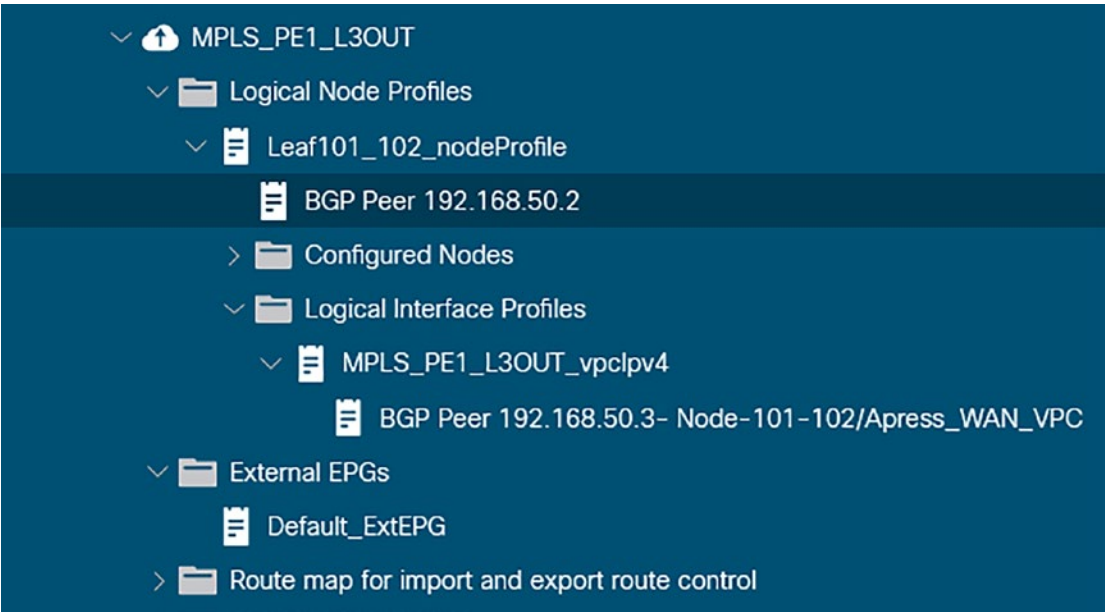 MPLS_PE1_L3OUT
Logical Node Profiles
Leaf101_102_nodeProfile
BGP Peer 192.168.50.2
Configured Nodes
Logical Interface Profiles
MPLS_PE1_L3OUT_vpcIpv4
BGP Peer 192.168.50.3- Node-101-102/Apress_WAN_VPC
External EPGs
Default_ExtEPG
Route map for import and export route control